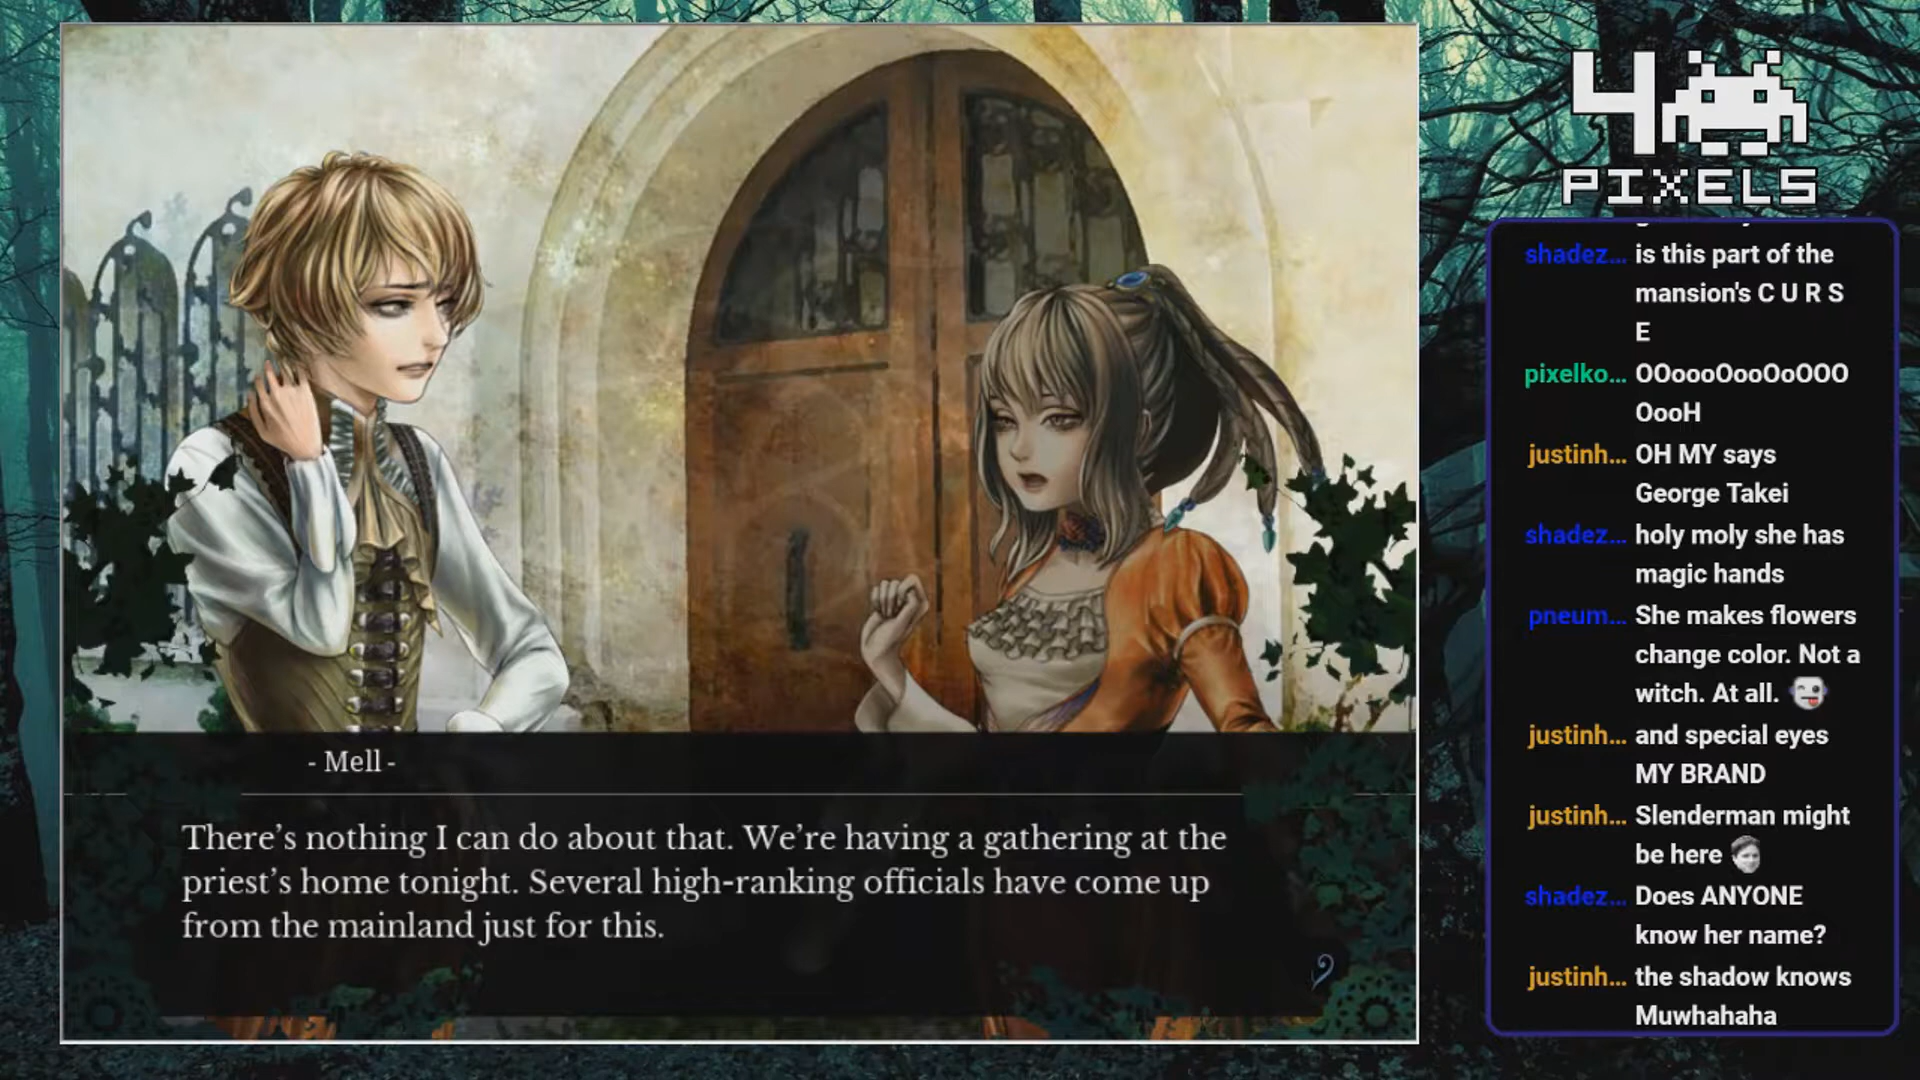 4
PIXELS
- Mell -
There’s nothing I can do about that. We’re having a gathering at the
priest’s home tonight. Several high-ranking officials have come up
from the mainland just for this.
shadez... is this part of the
mansion's C U R S
E
pixelko... OOoooOooOoOOO
OooH
justinh... OH MY says
George Takei
shadez... holy moly she has
magic hands
pneum... She makes flowers
change color. Not a
witch. At all.
justinh... and special eyes
MY BRAND
justinh... Slenderman might
be here
shadez... Does ANYONE
know her name?
justinh... the shadow knows
Muwhahaha